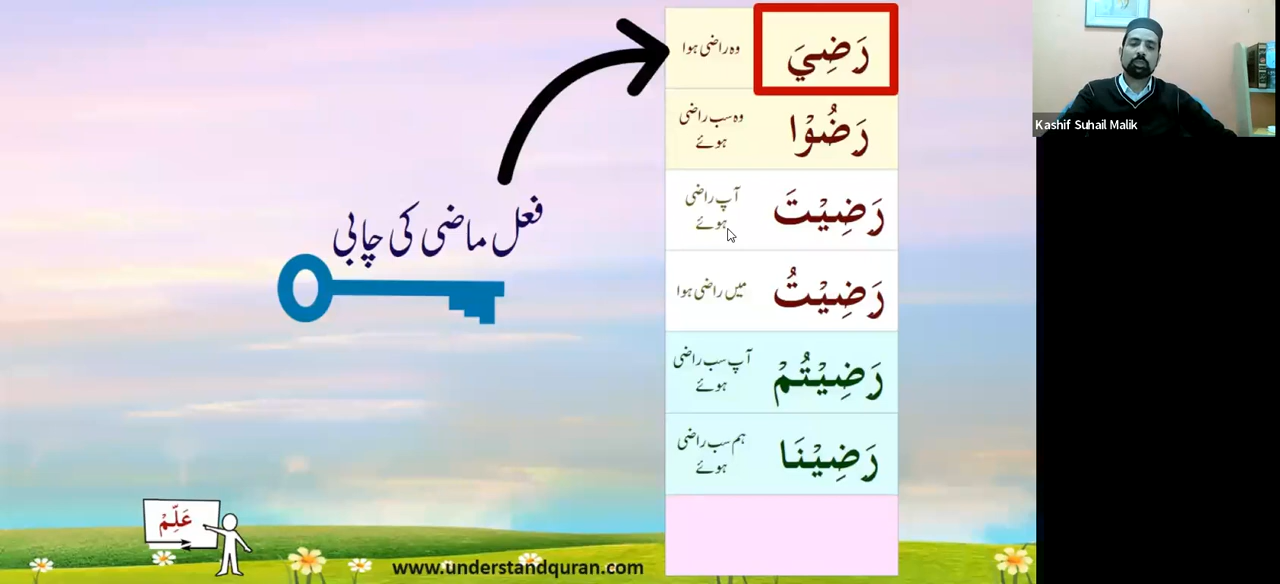 رَضِيَ
وہ راضی ہوا
رَضُوْا
وہ سب راضی
ہوئے
رَضِيْتَ
آپ راضی
ہوئے
رَضِيْتُ
میں راضی ہوا
رَضِيْتُمْ
آپ سب راضی
ہوئے
رَضِيْنَا
ہم سب راضی
ہوئے
فعل ماضی کی چابی
عَلِّمْ
www.understandquran.com
Kashif Suhail Malik